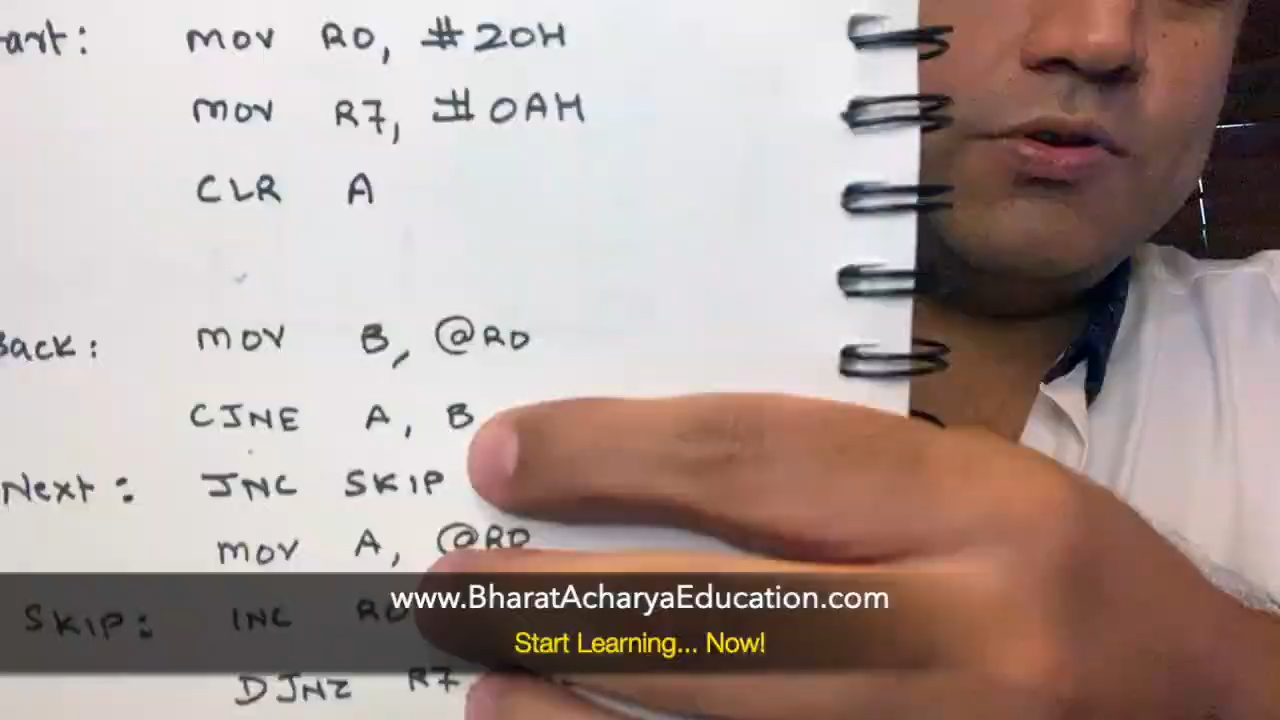 art: MOV R0, #20H
MOV R7, #0AH
CLR A
Back: MOV B, @R0
CJNE A, B
Next: JNC SKIP
MOV A, @R0
SKIP: INC R0
DJNZ R7
www.BharatAcharyaEducation.com
Start Learning... Now!